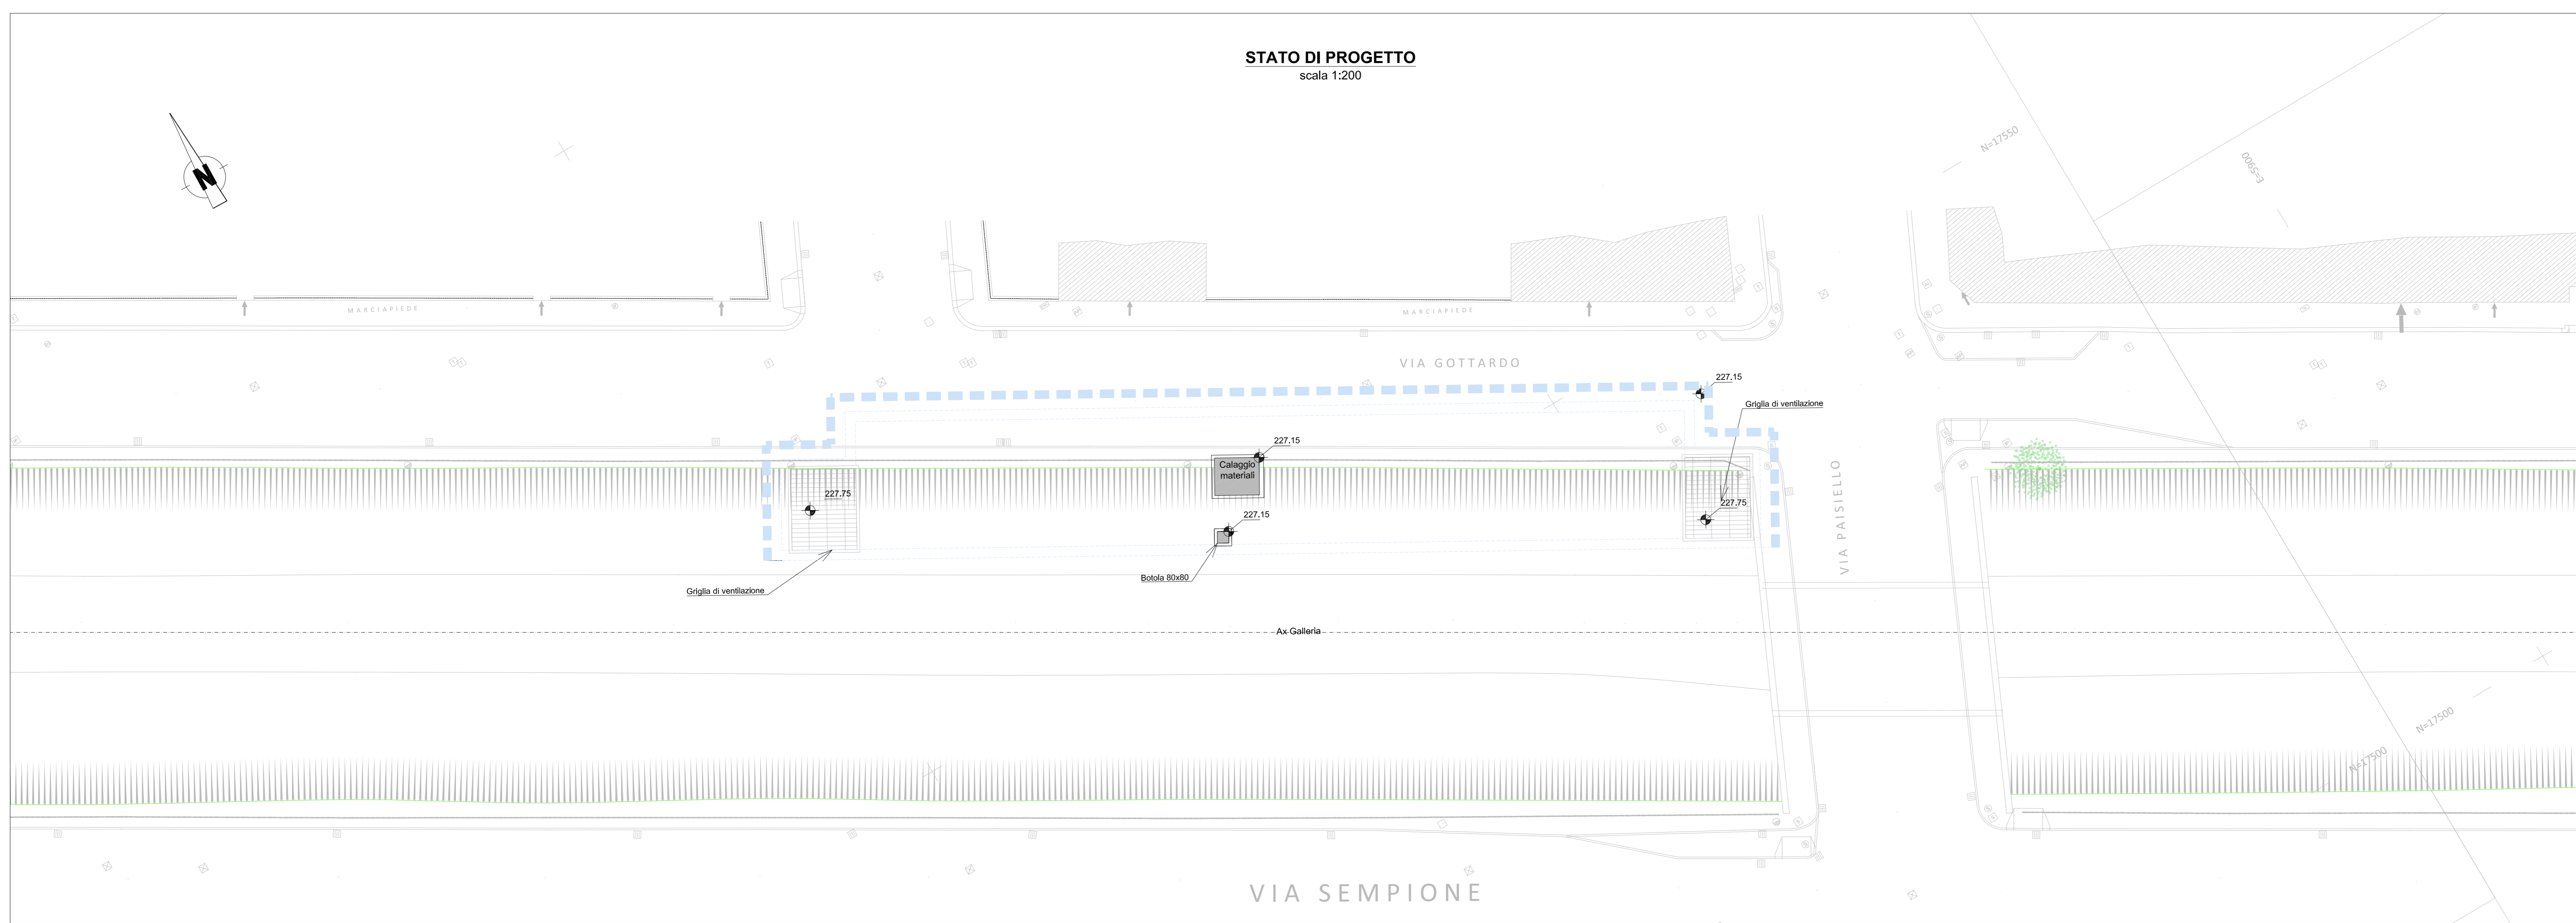 STATO DI PROGETTO
scala 1:200
N
N=17550
E=5900
MARCIAPIEDE
MARCIAPIEDE
VIA GOTTARDO
227.15
Griglia di ventilazione
227.15
Calaggio
materiali
227.75
227.75
227.15
VIA PAISIELLO
Botola 80x80
Griglia di ventilazione
Ax Galleria
N=17500
N=17500
VIA SEMPIONE